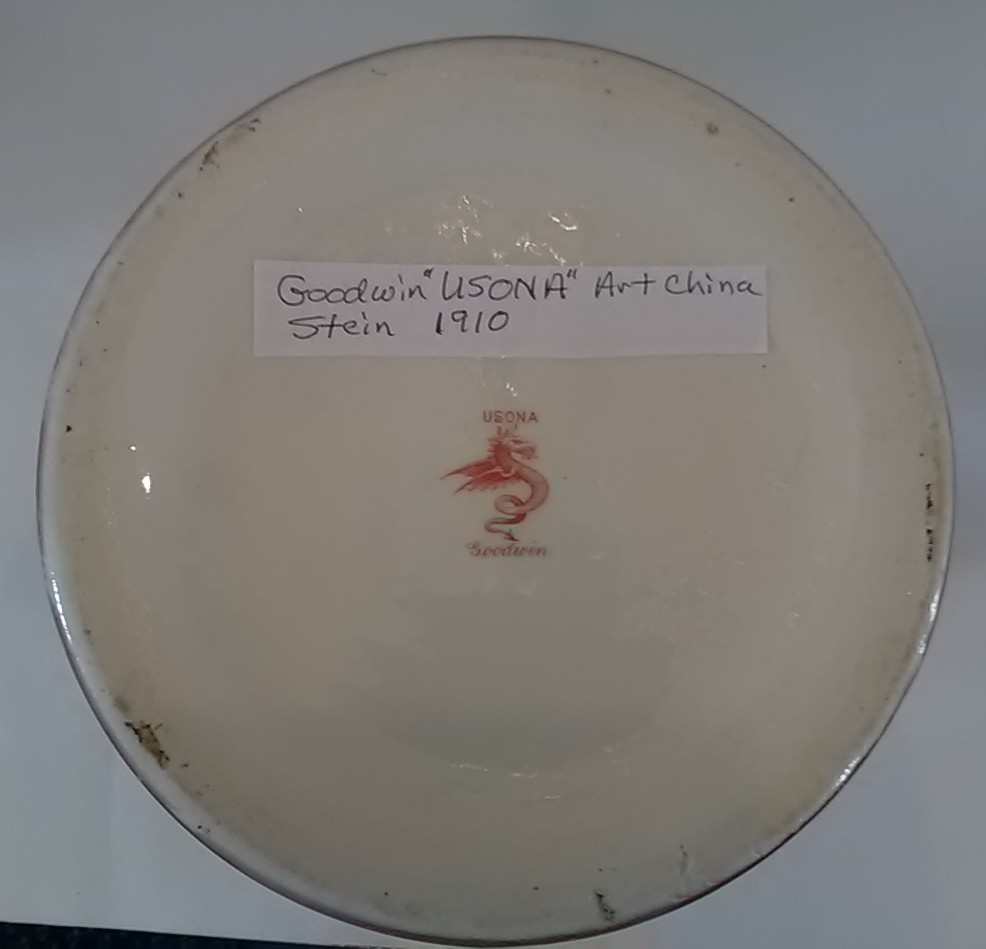 Goodwin "USONA" Art China
Stein 1910
USONA
Goodwin